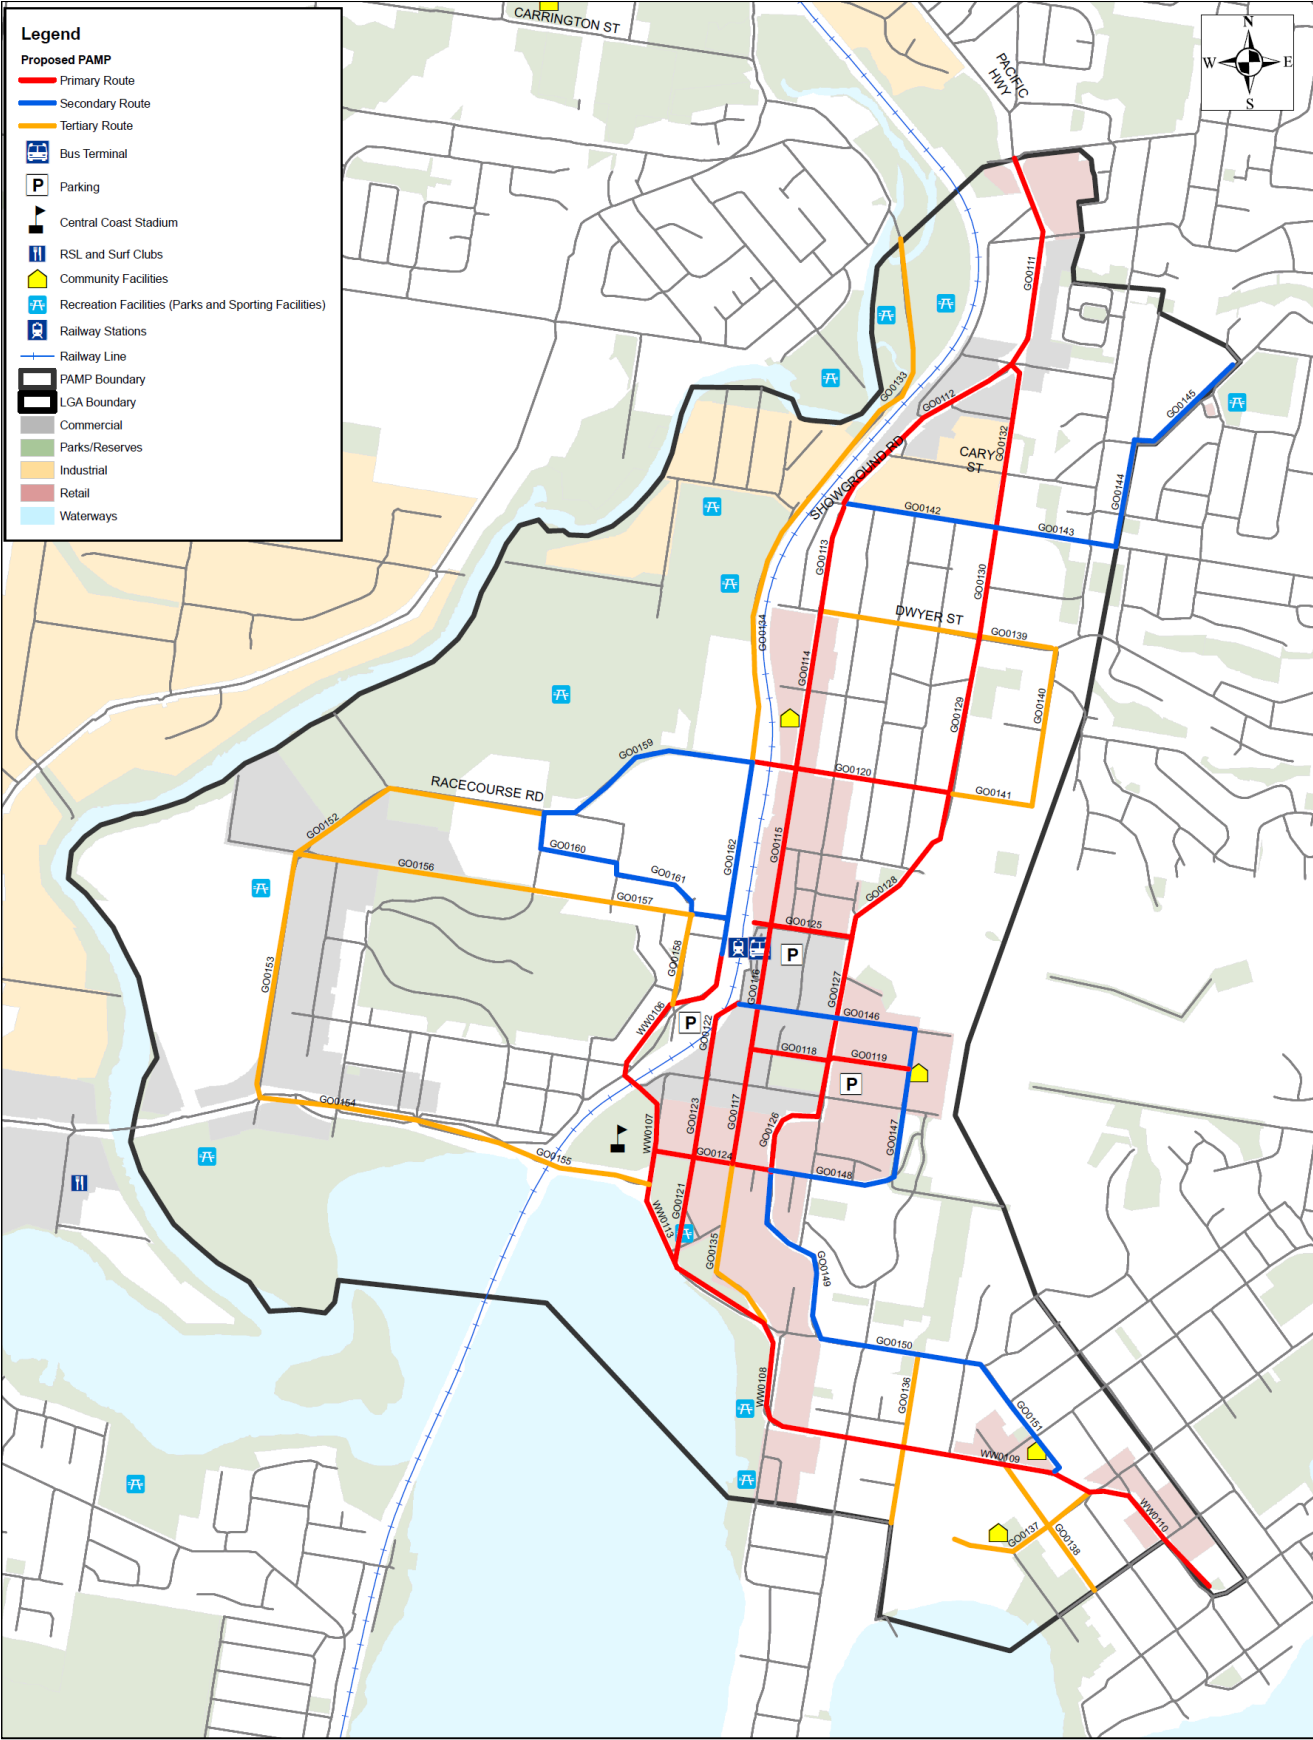 Legend
Proposed PAMP
Primary Route
Secondary Route
Tertiary Route
Bus Terminal
P
Parking
Central Coast Stadium
RSL and Surf Clubs
Community Facilities
Recreation Facilities (Parks and Sporting Facilities)
Railway Stations
Railway Line
PAMP Boundary
LGA Boundary
Commercial
Parks/Reserves
Industrial
Retail
Waterways
CARRINGTON ST
PACIFIC
HWY
N
W
E
S
GO0111
GO0133
GO0112
GO0145
SHOWGROUND RD
CARY
ST
GO0132
GO0144
GO0142
GO0143
GO0113
GO0130
DWYER ST
GO0139
GO0134
GO0114
GO0140
GO0129
GO0159
GO0120
RACECOURSE RD
GO0141
GO0152
GO0115
GO0160
GO0162
GO0156
GO0161
GO0128
GO0157
GO0125
P
GO0158
GO0153
GO0116
GO0127
WW0106
P
GO0122
GO0146
GO0118
GO0119
P
GO0154
GO0123
GO0117
GO0126
WW0107
GO0147
GO0124
GO0155
GO0148
GO0121
WW0113
GO0135
GO0149
GO0150
WW0108
GO0136
GO0151
WW0109
WW0110
GO0137
GO0138